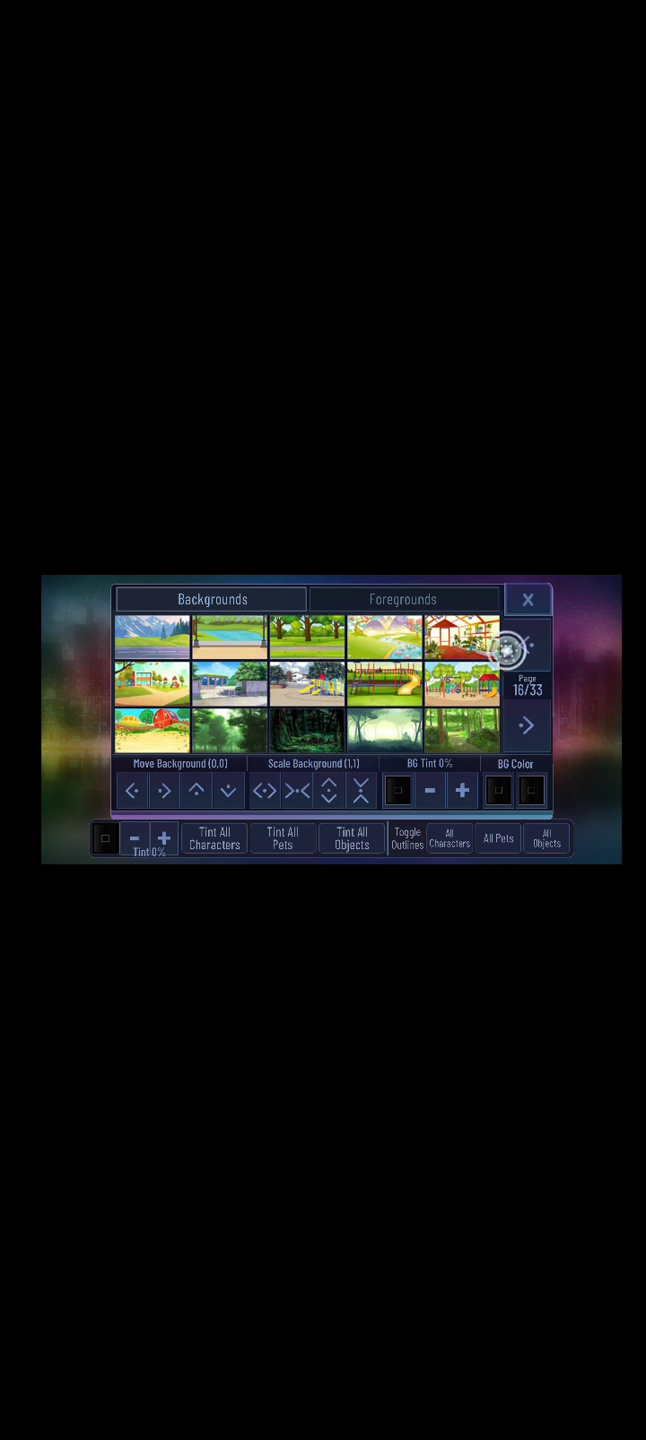 Backgrounds
Foregrounds
X
Page
16/33
Move Background (0,0)
Scale Background (1,1)
BG Tint 0%
BG Color
Tint 0%
Tint All
Characters
Tint All
Pets
Tint All
Objects
Toggle
Outlines
All
Characters
All Pets
All
Objects